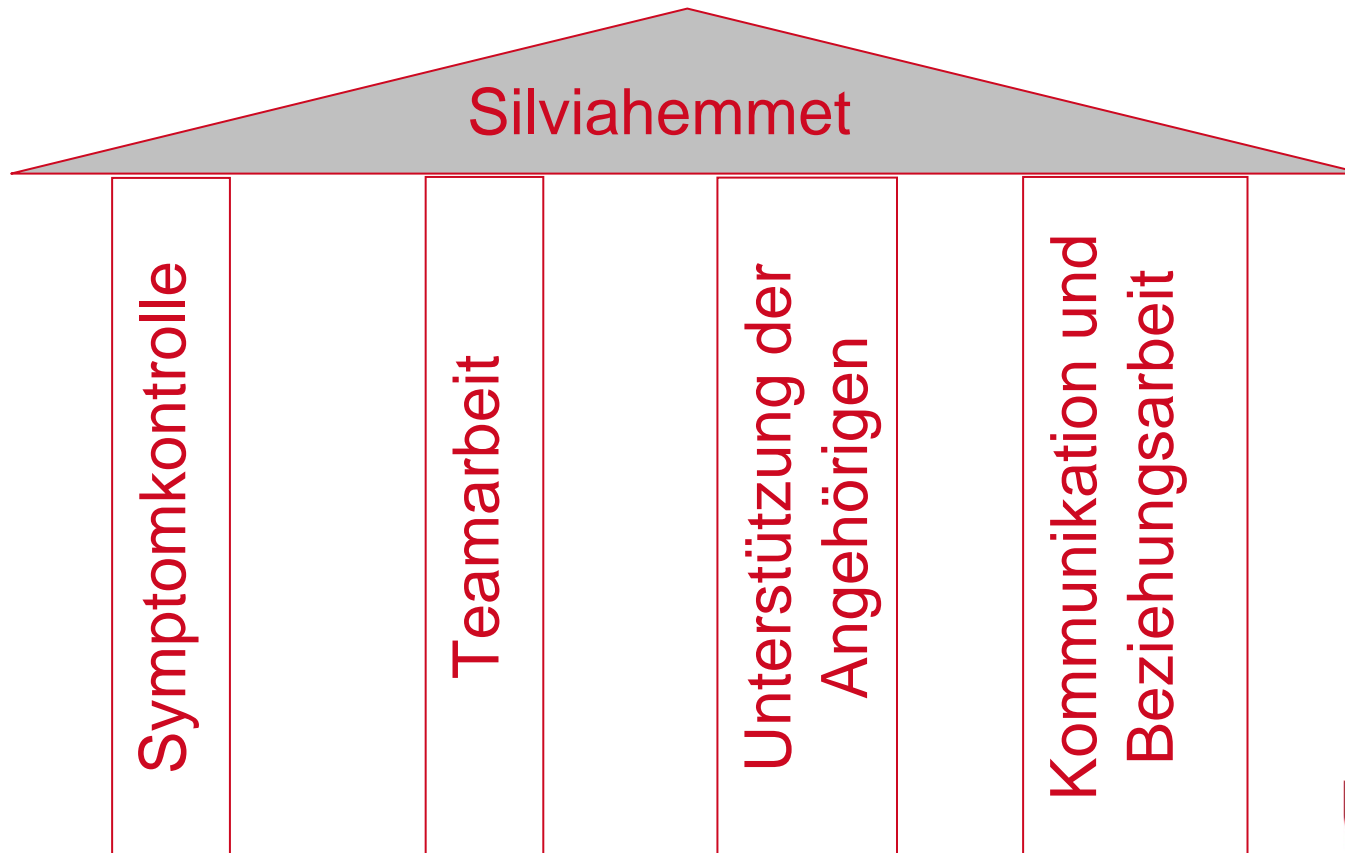 Silviahemmet
Symptomkontrolle
Teamarbeit
Unterstützung der
Angehörigen
Kommunikation und
Beziehungsarbeit